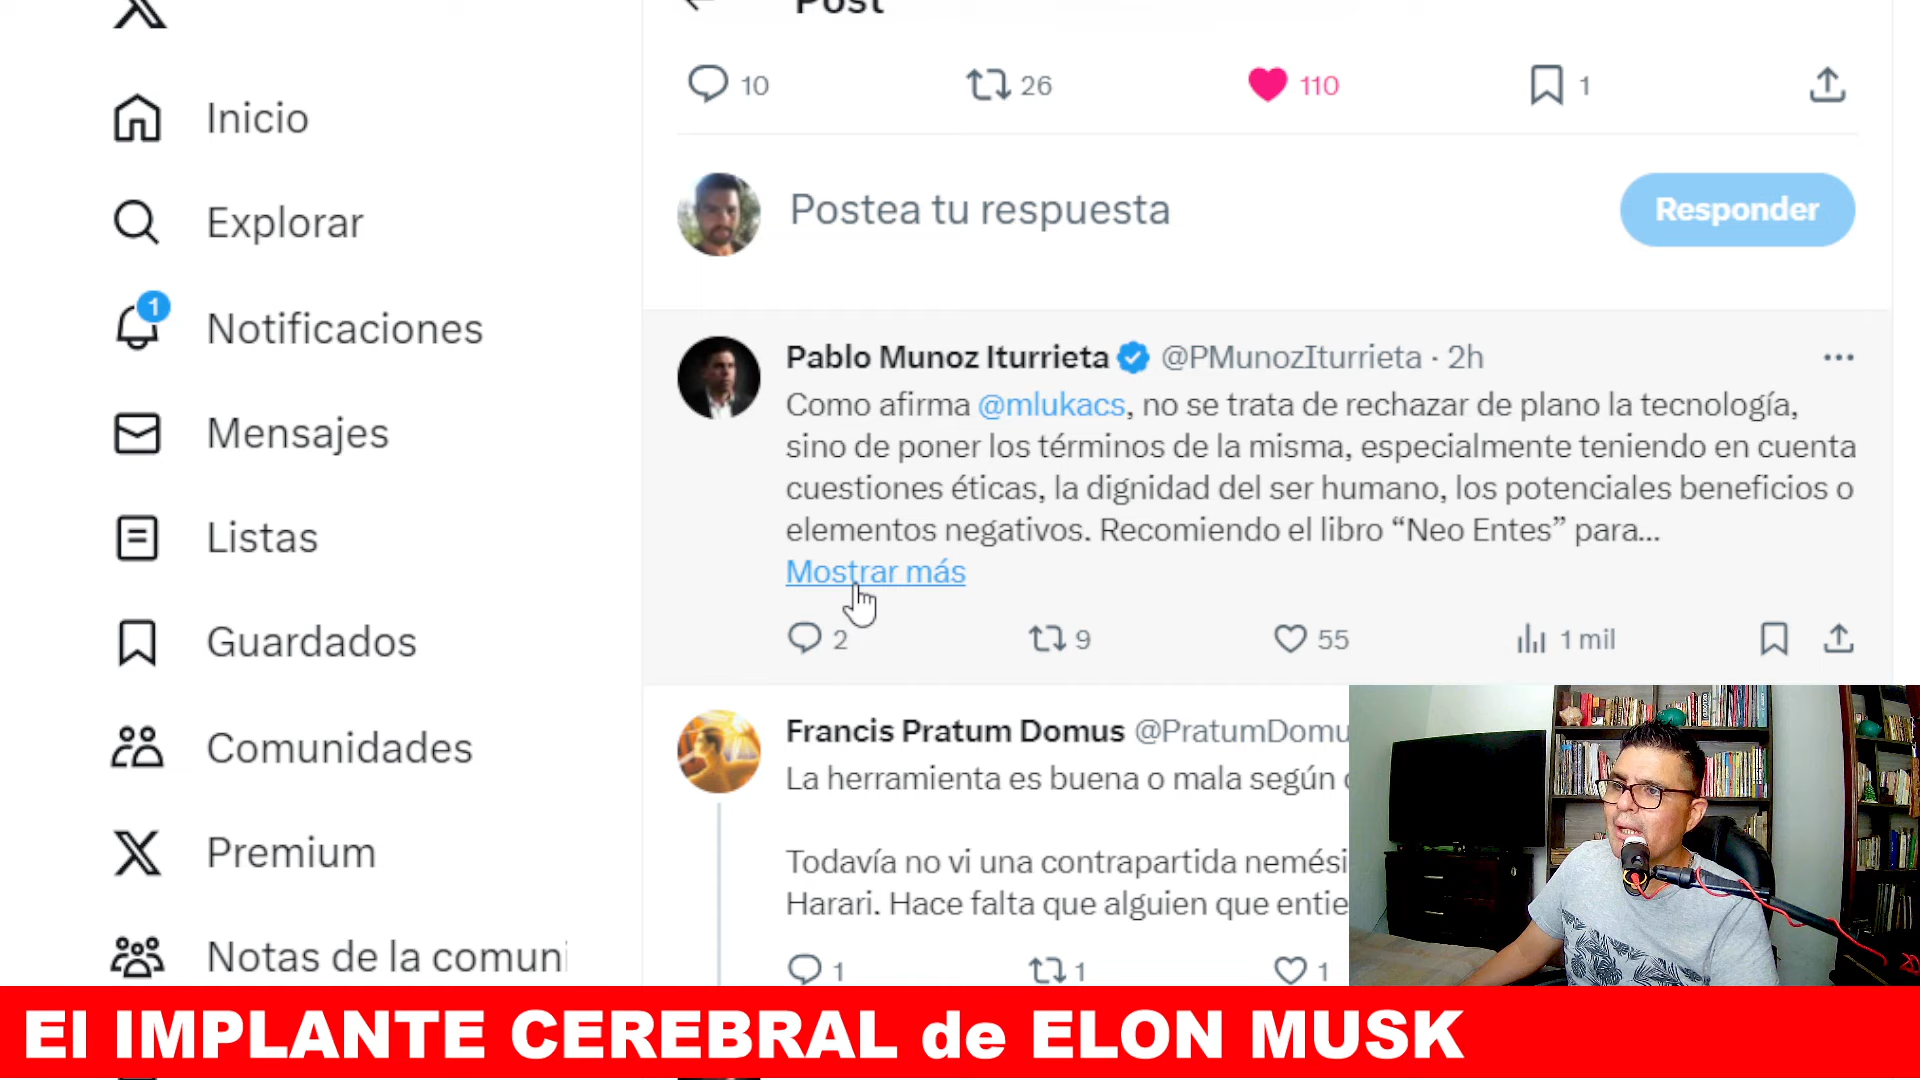 Post
10 26 110 1
Inicio
Postea tu respuesta
Responder
Explorar
1
Notificaciones
Pablo Munoz Iturrieta @PMunozIturrieta · 2h
Como afirma @mlukacs, no se trata de rechazar de plano la tecnología,
sino de poner los términos de la misma, especialmente teniendo en cuenta
cuestiones éticas, la dignidad del ser humano, los potenciales beneficios o
elementos negativos. Recomiendo el libro “Neo Entes” para...
Mostrar más
2 9 55 1 mil
Mensajes
Listas
Guardados
Comunidades
Premium
Notas de la comuni
Francis Pratum Domus @PratumDomu
La herramienta es buena o mala según
Todavía no vi una contrapartida nemési
Harari. Hace falta que alguien que entie
1 1 1
El IMPLANTE CEREBRAL de ELON MUSK